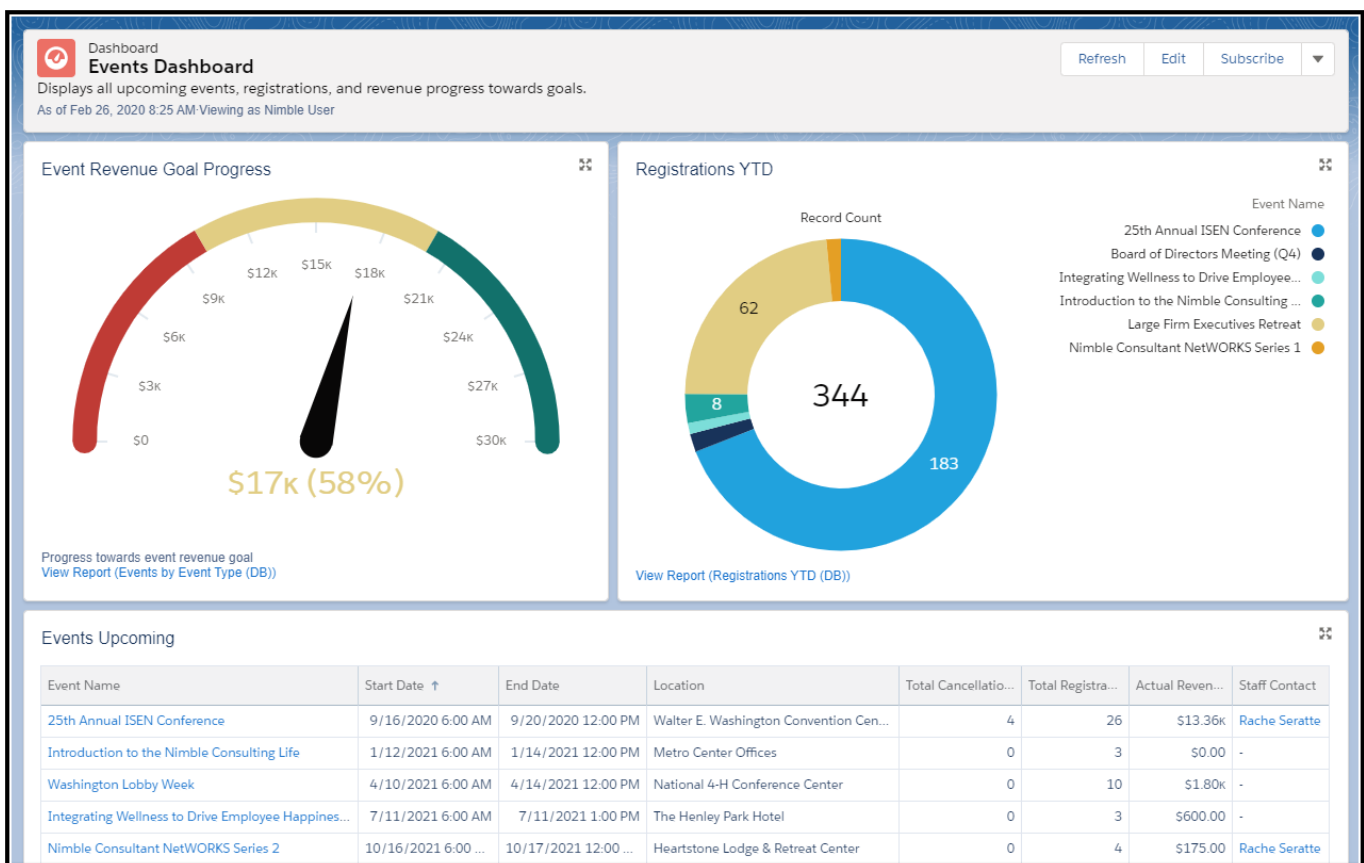 Dashboard
Events Dashboard
Displays all upcoming events, registrations, and revenue progress towards goals.
As of Feb 26, 2020 8:25 AM·Viewing as Nimble User
Refresh Edit Subscribe
Event Revenue Goal Progress
$0
$3K
$6K
$9K
$12K
$15K
$18K
$21K
$24K
$27K
$30K
$17K (58%)
Progress towards event revenue goal
View Report (Events by Event Type (DB))
Registrations YTD
Record Count
62
8
344
183
Event Name
25th Annual ISEN Conference
Board of Directors Meeting (Q4)
Integrating Wellness to Drive Employee...
Introduction to the Nimble Consulting ...
Large Firm Executives Retreat
Nimble Consultant NetWORKS Series 1
View Report (Registrations YTD (DB))
Events Upcoming
Event Name Start Date ↑ End Date Location Total Cancellatio... Total Registra... Actual Reven... Staff Contact
25th Annual ISEN Conference 9/16/2020 6:00 AM 9/20/2020 12:00 PM Walter E. Washington Convention Cen... 4 26 $13.36K Rache Seratte
Introduction to the Nimble Consulting Life 1/12/2021 6:00 AM 1/14/2021 12:00 PM Metro Center Offices 0 3 $0.00 -
Washington Lobby Week 4/10/2021 6:00 AM 4/14/2021 12:00 PM National 4-H Conference Center 0 10 $1.80K -
Integrating Wellness to Drive Employee Happines... 7/11/2021 6:00 AM 7/11/2021 1:00 PM The Henley Park Hotel 0 3 $600.00 -
Nimble Consultant NetWORKS Series 2 10/16/2021 6:00 ... 10/17/2021 12:00 ... Heartstone Lodge & Retreat Center 0 4 $175.00 Rache Seratte